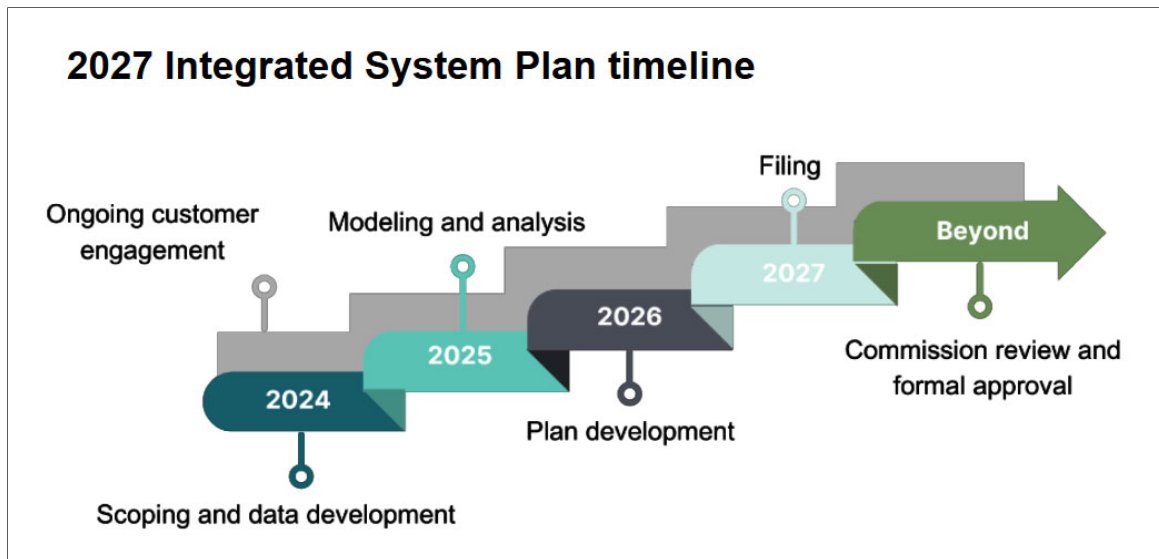 2027 Integrated System Plan timeline
Ongoing customer
engagement
Modeling and analysis
Filing
Beyond
2027
2026
2025
2024
Commission review and
formal approval
Plan development
Scoping and data development